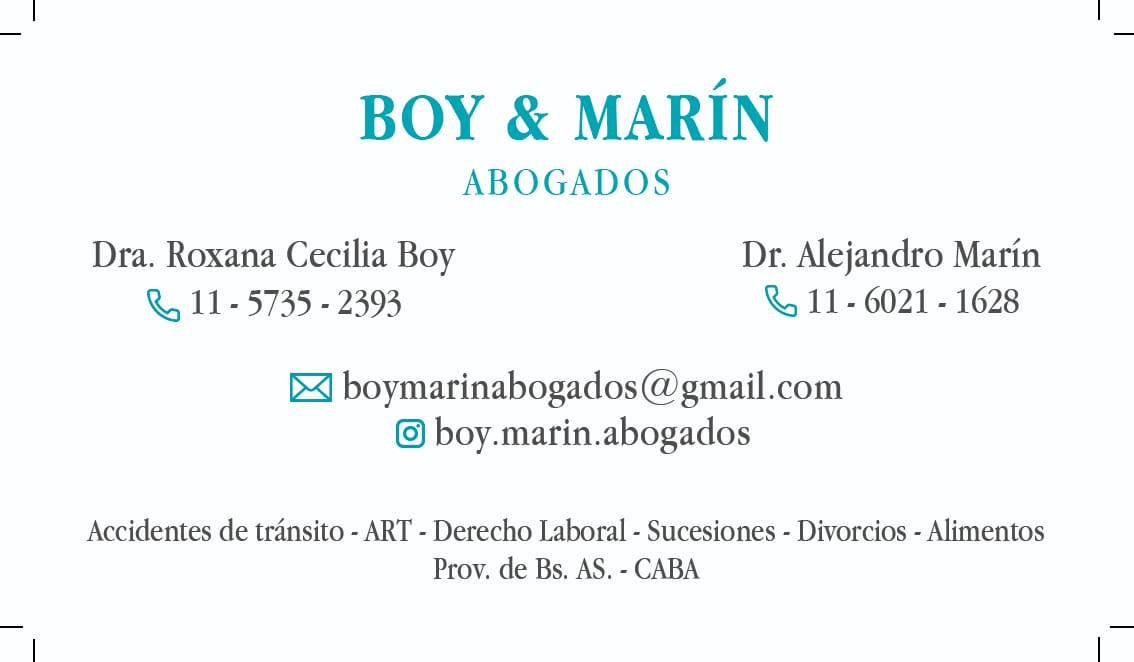 BOY & MARÍN
ABOGADOS
Dra. Roxana Cecilia Boy
11 - 5735 - 2393
Dr. Alejandro Marín
11 - 6021 - 1628
boymarinabogados@gmail.com
boy.marin.abogados
Accidentes de tránsito - ART - Derecho Laboral - Sucesiones - Divorcios - Alimentos
Prov. de Bs. AS. - CABA